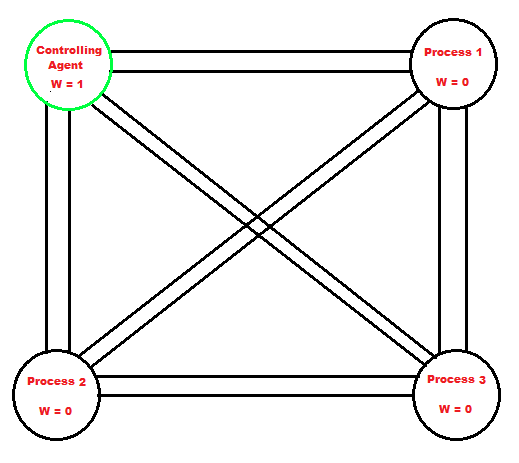 Controlling
Agent
W = 1
Process 1
W = 0
Process 2
W = 0
Process 3
W = 0